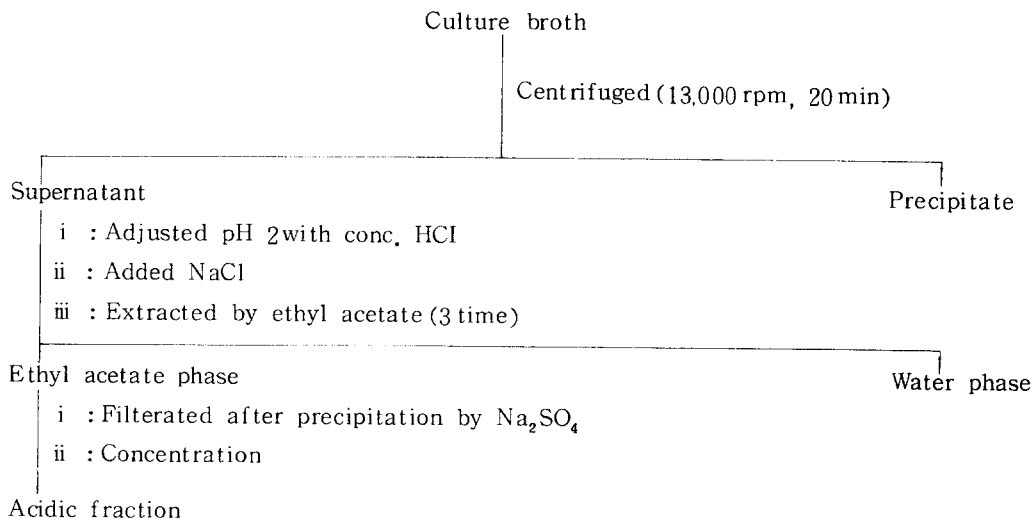 Culture broth
Centrifuged (13,000 rpm, 20 min)
Supernatant
Precipitate
i : Adjusted pH 2 with conc. HCl
ii : Added NaCl
iii : Extracted by ethyl acetate (3 time)
Ethyl acetate phase
Water phase
i : Filterated after precipitation by Na₂SO₄
ii : Concentration
Acidic fraction